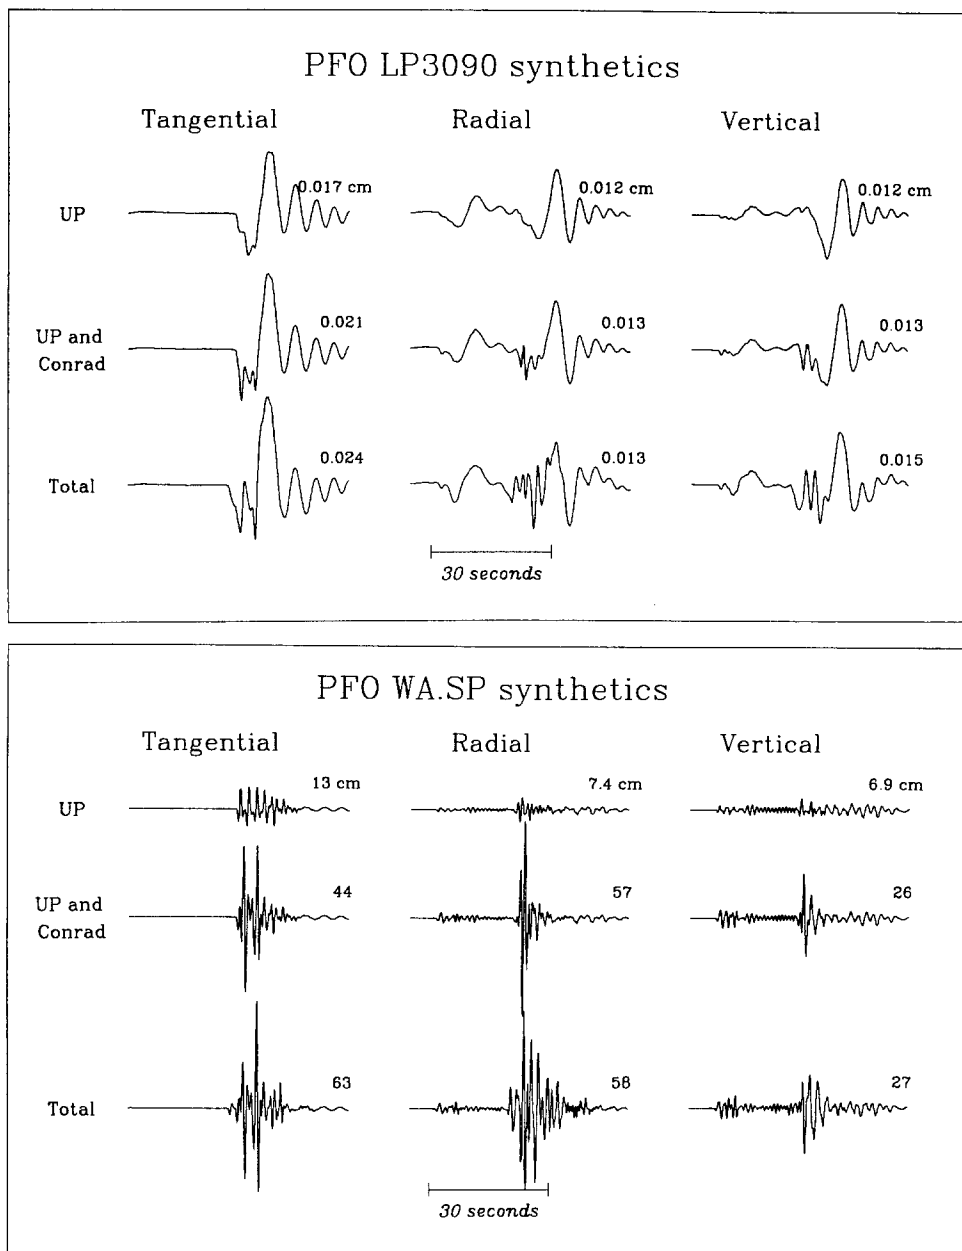 PFO LP3090 synthetics
Tangential Radial Vertical
UP 0.017 cm 0.012 cm 0.012 cm
UP and
Conrad
0.021 0.013 0.013
Total 0.024 0.013 0.015
30 seconds
PFO WA.SP synthetics
Tangential Radial Vertical
UP 13 cm 7.4 cm 6.9 cm
UP and
Conrad
44 57 26
Total 63 58 27
30 seconds